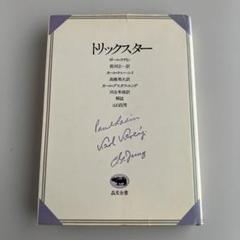 トリックスター
ポール・ラディン
皆河宗一訳
カール・ケレーニイ
高橋英夫訳
カール・グスタフ・ユング
河合隼雄訳
解説
山口昌男
Paul Radin
Karl Kerényi
C. G. Jung
晶文全書